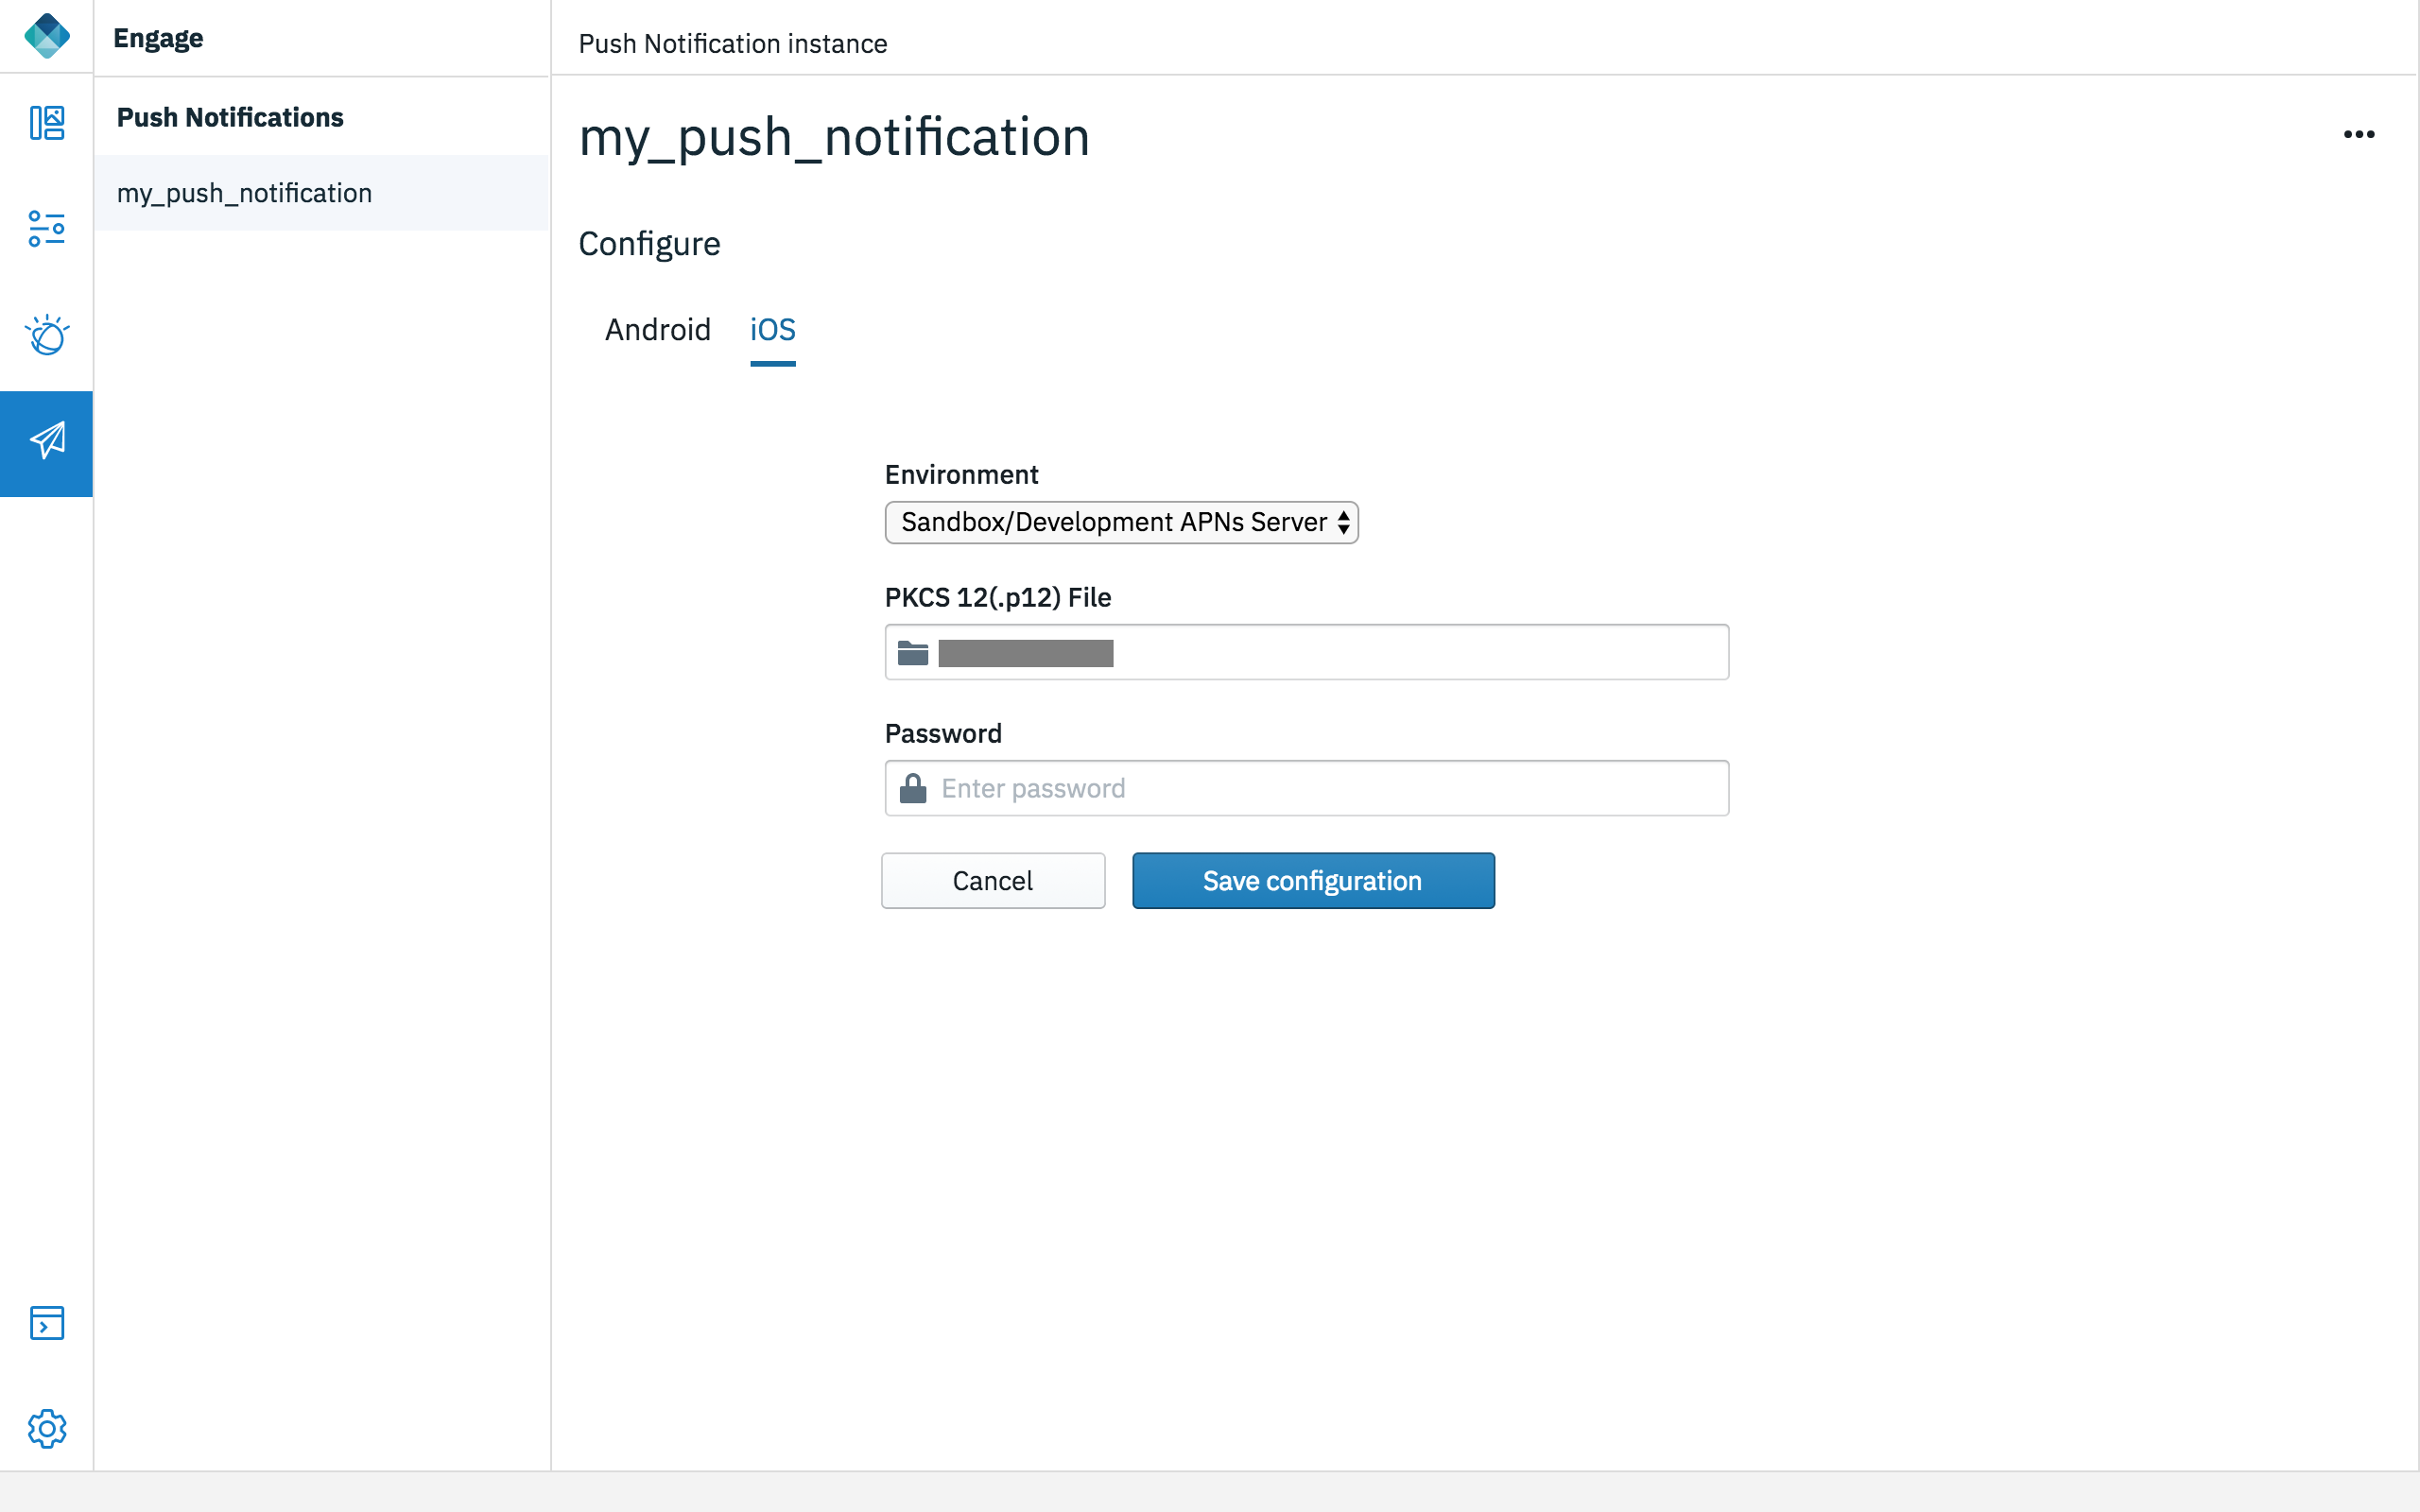 Engage
Push Notifications
my_push_notification
Push Notification instance
my_push_notification
Configure
Android
iOS
Environment
Sandbox/Development APNs Server
PKCS 12(.p12) File
Password
Enter password
Cancel
Save configuration